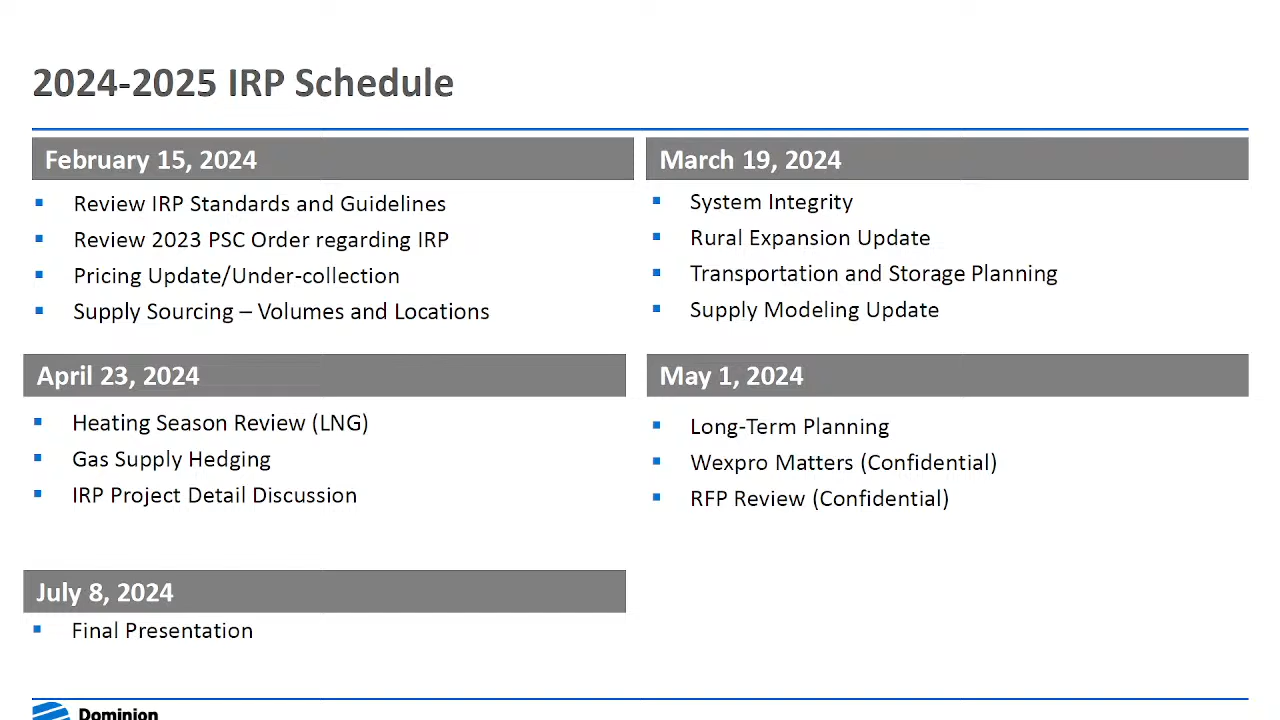 2024-2025 IRP Schedule
February 15, 2024
Review IRP Standards and Guidelines
Review 2023 PSC Order regarding IRP
Pricing Update/Under-collection
Supply Sourcing – Volumes and Locations
March 19, 2024
System Integrity
Rural Expansion Update
Transportation and Storage Planning
Supply Modeling Update
April 23, 2024
Heating Season Review (LNG)
Gas Supply Hedging
IRP Project Detail Discussion
May 1, 2024
Long-Term Planning
Wexpro Matters (Confidential)
RFP Review (Confidential)
July 8, 2024
Final Presentation
Dominion